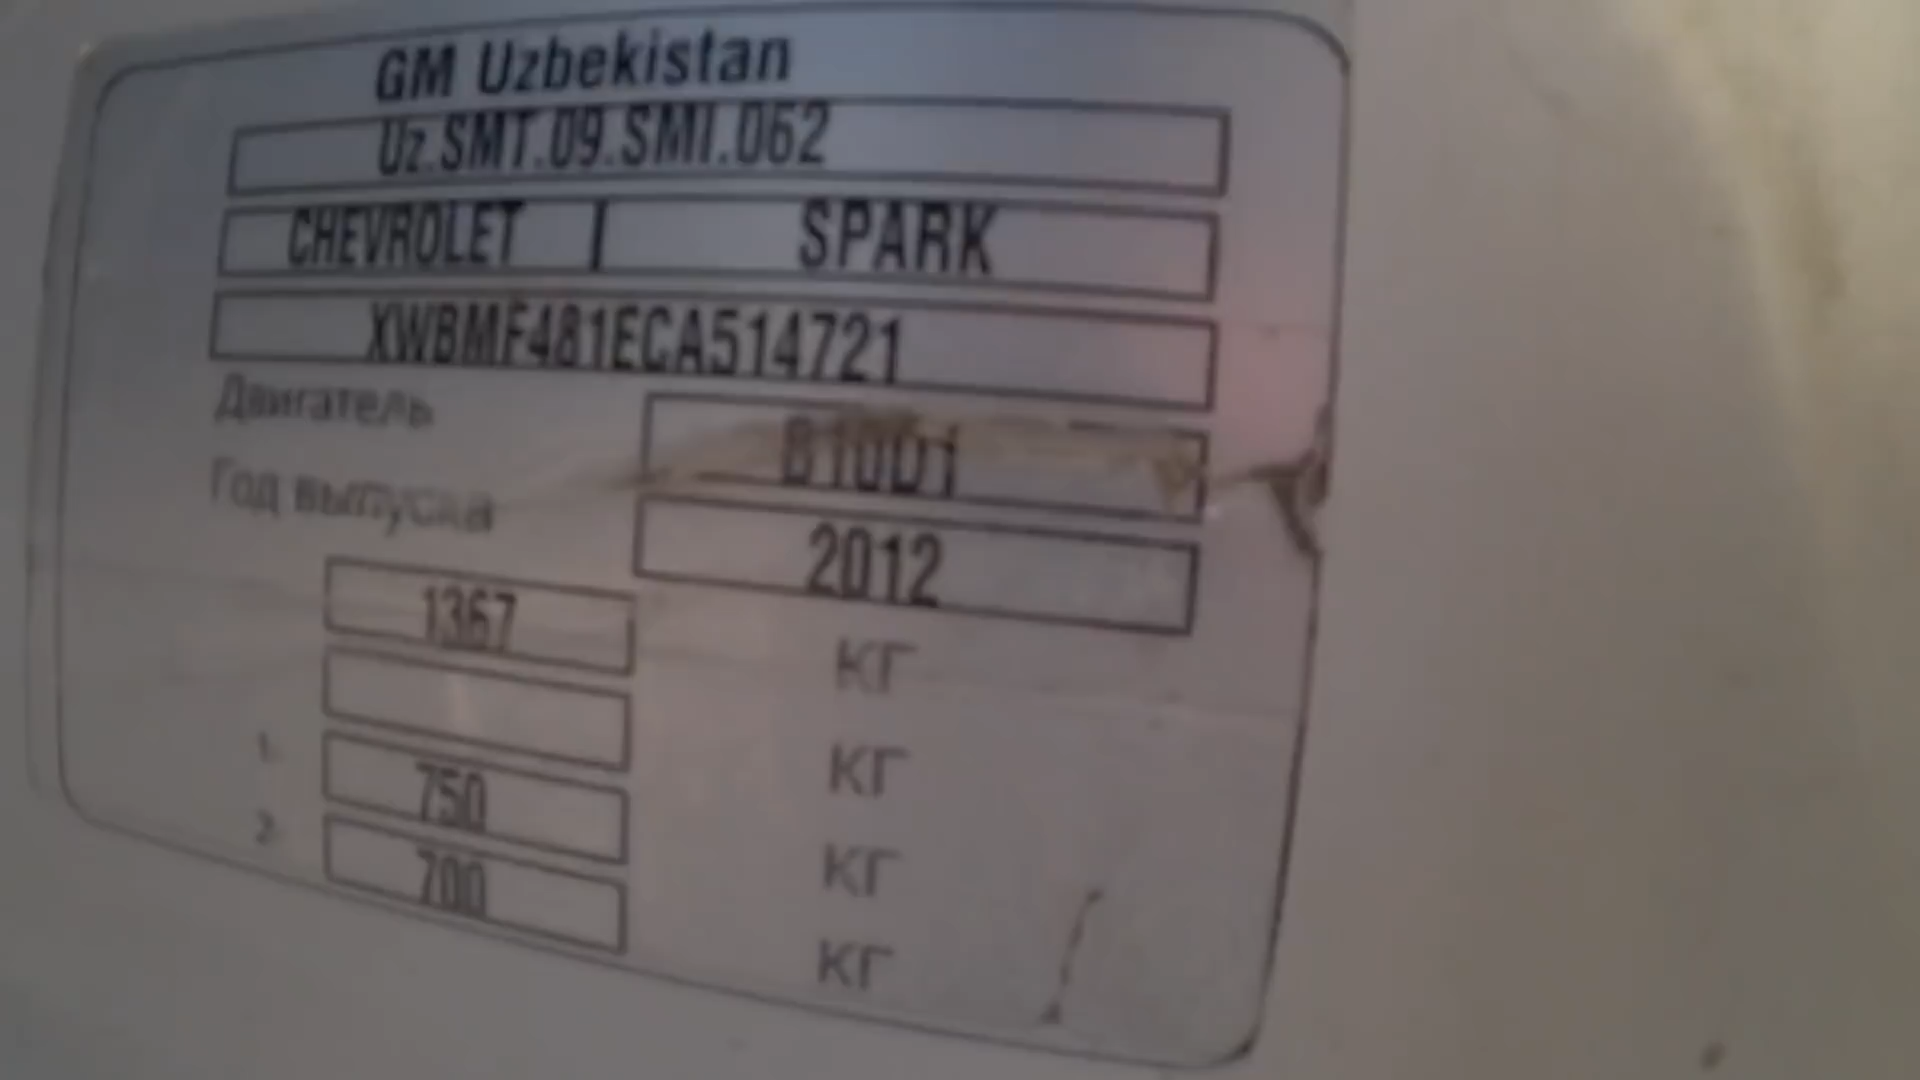 GM Uzbekistan
Uz.SMT.09.SMI.062
CHEVROLET SPARK
XWBMF481ECA514721
Двигатель B10D1
Год выпуска 2012
1367 КГ
КГ
1. 750 КГ
2. 700 КГ